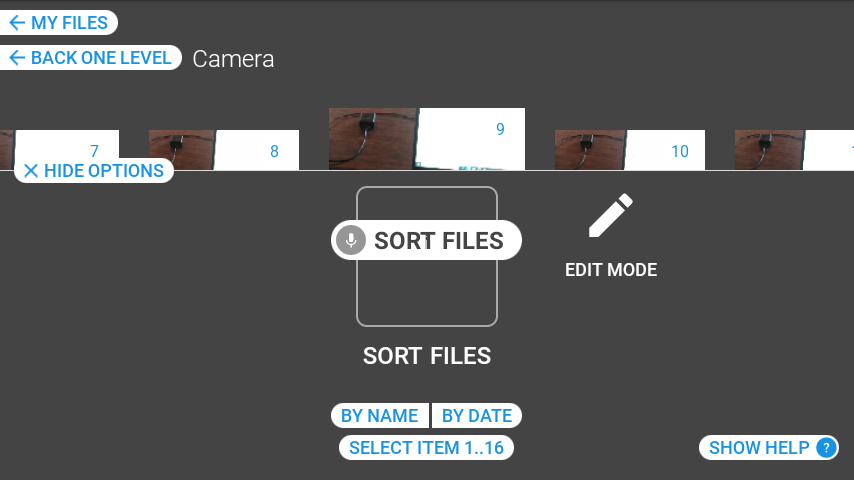 MY FILES
BACK ONE LEVEL Camera
7 8 9 10
HIDE OPTIONS
SORT FILES
EDIT MODE
SORT FILES
BY NAME BY DATE
SELECT ITEM 1..16
SHOW HELP ?